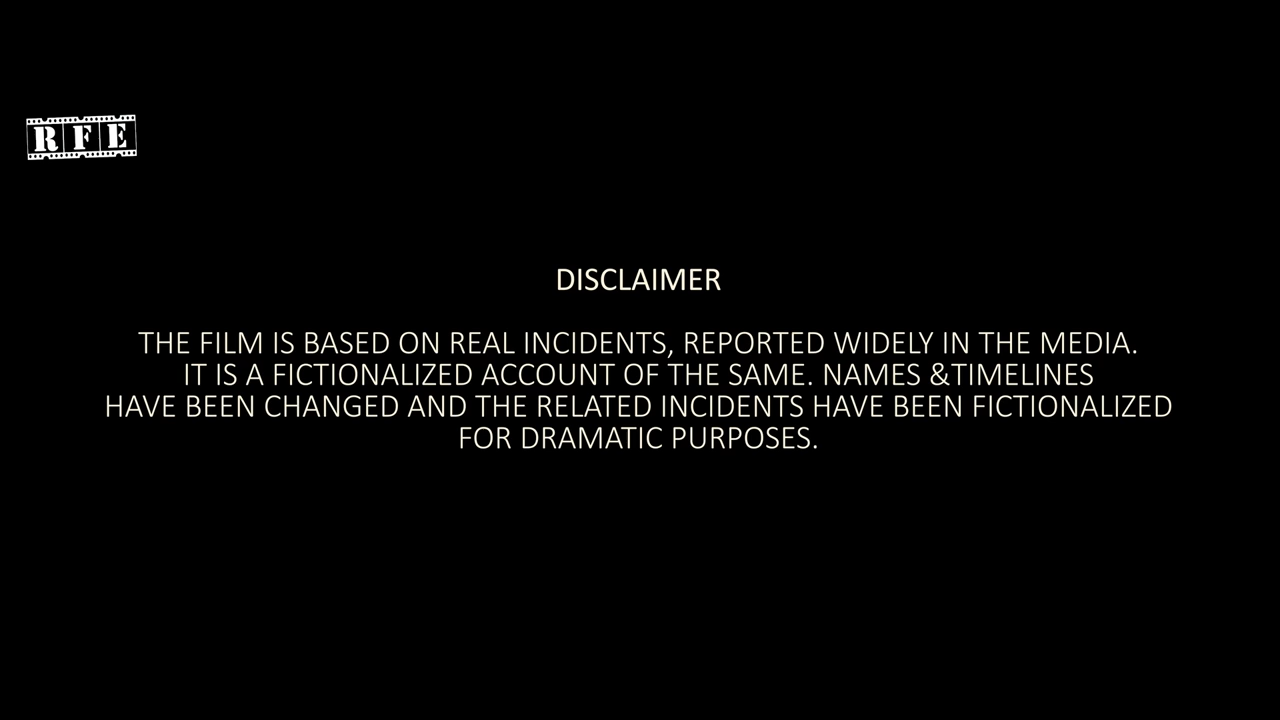 RFE
DISCLAIMER
THE FILM IS BASED ON REAL INCIDENTS, REPORTED WIDELY IN THE MEDIA.
IT IS A FICTIONALIZED ACCOUNT OF THE SAME. NAMES &TIMELINES
HAVE BEEN CHANGED AND THE RELATED INCIDENTS HAVE BEEN FICTIONALIZED
FOR DRAMATIC PURPOSES.